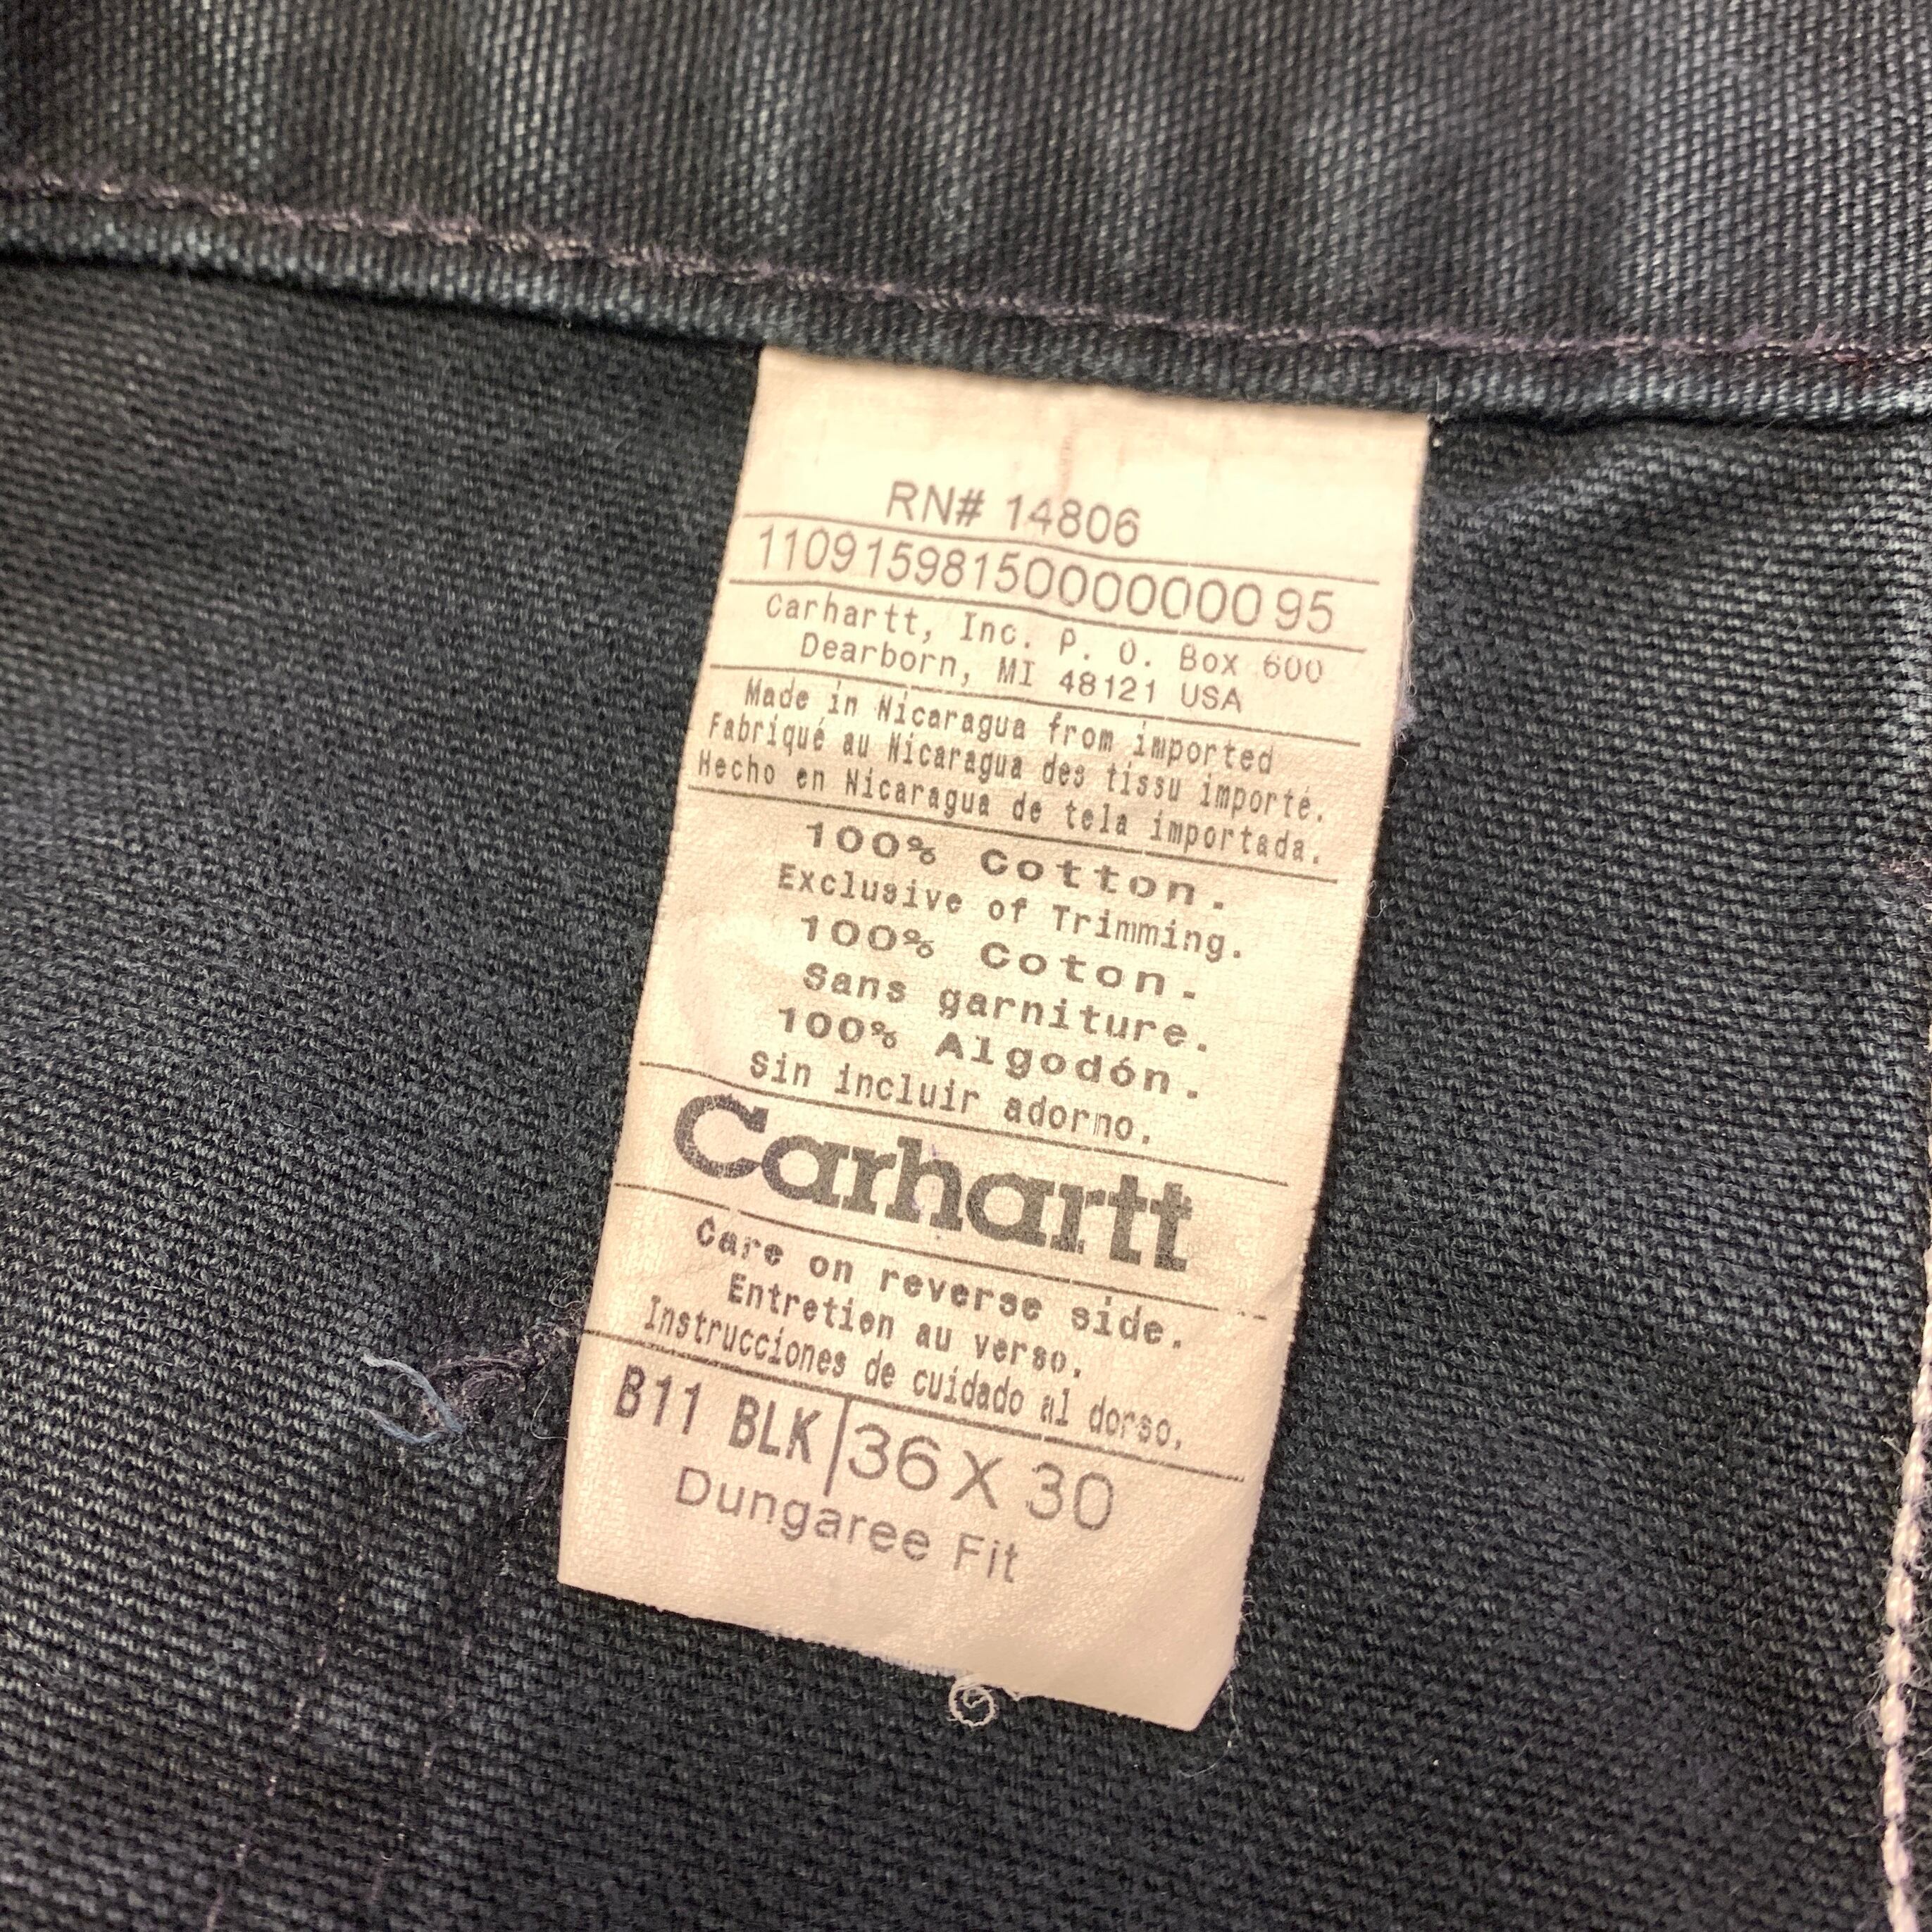 RN# 14806
11091598150000000095
Carhartt, Inc. P. O. Box 600
Dearborn, MI 48121 USA
Made in Nicaragua from imported
Fabriqué au Nicaragua des tissu importé.
Hecho en Nicaragua de tela importada.
100% Cotton.
Exclusive of Trimming.
100% Coton.
Sans garniture.
100% Algodón.
Sin incluir adorno.
Carhartt
Care on reverse side.
Entretien au verso.
Instrucciones de cuidado al dorso.
B11 BLK 36 X 30
Dungaree Fit